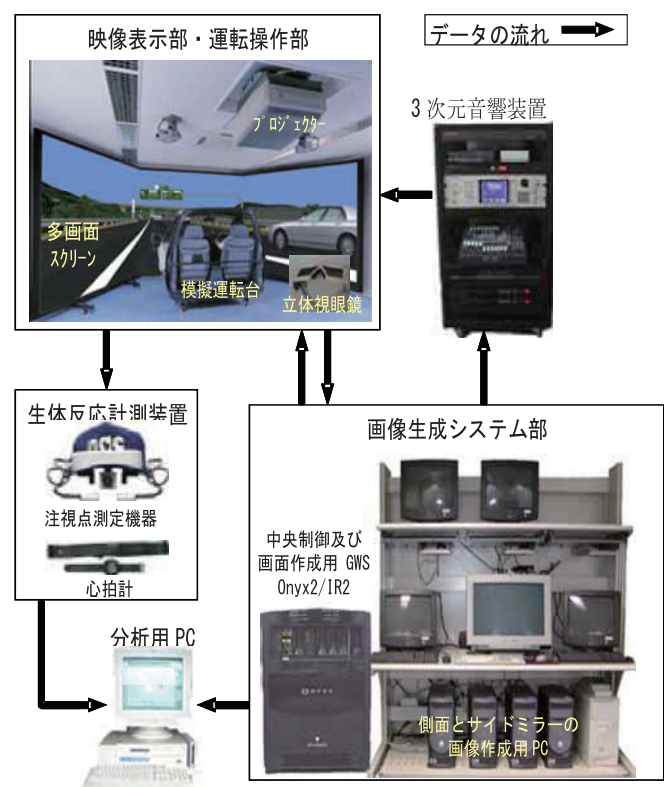 映像表示部・運転操作部
データの流れ
プロジェクター
多画面
スクリーン
模擬運転台
立体視眼鏡
3次元音響装置
生体反応計測装置
注視点測定機器
心拍計
画像生成システム部
中央制御及び
画面作成用 GWS
Onyx2/IR2
側面とサイドミラーの
画像作成用PC
分析用PC